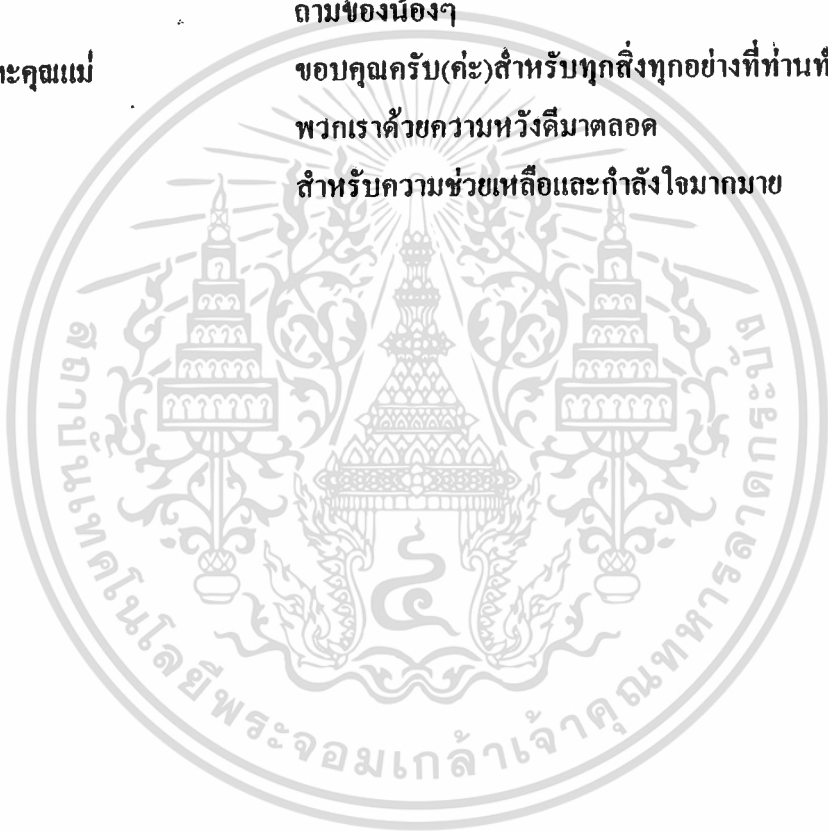 ถามของน้องๆ
ละคุณแม่ ขอบคุณครับ(ค่ะ)สำหรับทุกสิ่งทุกอย่างที่ท่านทำ
พวกเราด้วยความหวังดีมาตลอด
สำหรับความช่วยเหลือและกำลังใจมากมาย
สถาบันเทคโนโลยีพระจอมเกล้าเจ้าคุณทหารลาดกระบัง
๔